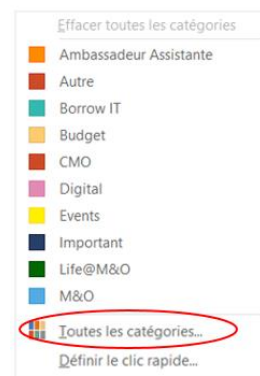 Effacer toutes les catégories
Ambassadeur Assistante
Autre
Borrow IT
Budget
CMO
Digital
Events
Important
Life@M&O
M&O
Toutes les catégories...
Définir le clic rapide...